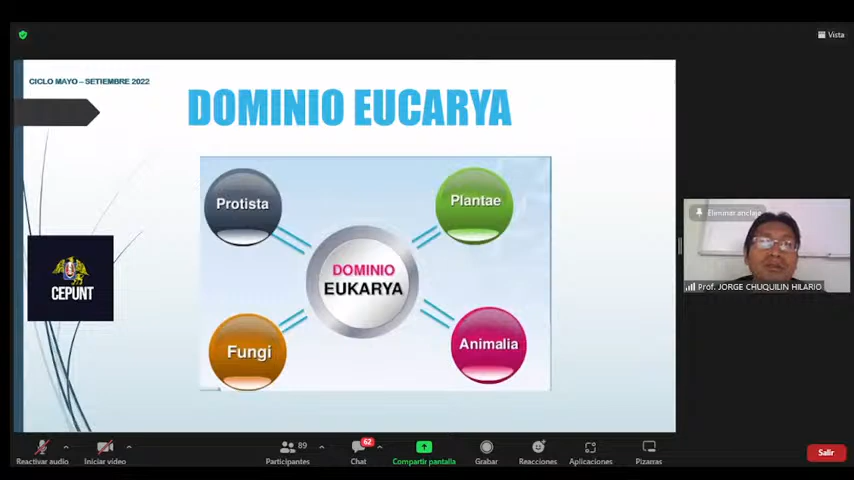 Vista
CICLO MAYO – SETIEMBRE 2022
DOMINIO EUCARYA
Protista
Plantae
DOMINIO
EUKARYA
Fungi
Animalia
CEPUNT
Eliminar anclaje
Prof. JORGE CHUQUILIN HILARIO
Reactivar audio
Iniciar video
89
Participantes
62
Chat
Compartir pantalla
Grabar
Reacciones
Aplicaciones
Pizarras
Salir